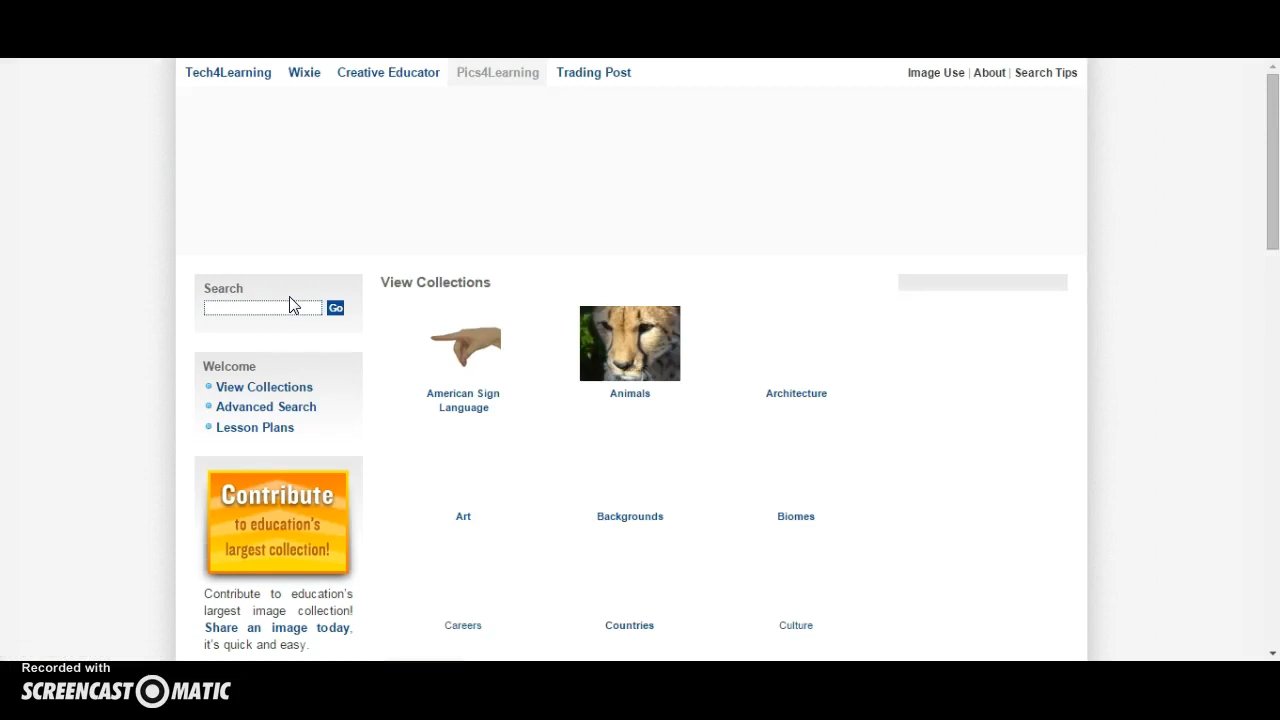 Tech4Learning Wixie Creative Educator Pics4Learning Trading Post Image Use | About | Search Tips
Search
Go
Welcome
View Collections
Advanced Search
Lesson Plans
Contribute
to education's
largest collection!
Contribute to education's
largest image collection!
Share an image today,
it's quick and easy.
View Collections
American Sign
Language
Animals
Architecture
Art
Backgrounds
Biomes
Careers
Countries
Culture
Recorded with
SCREENCAST MATIC